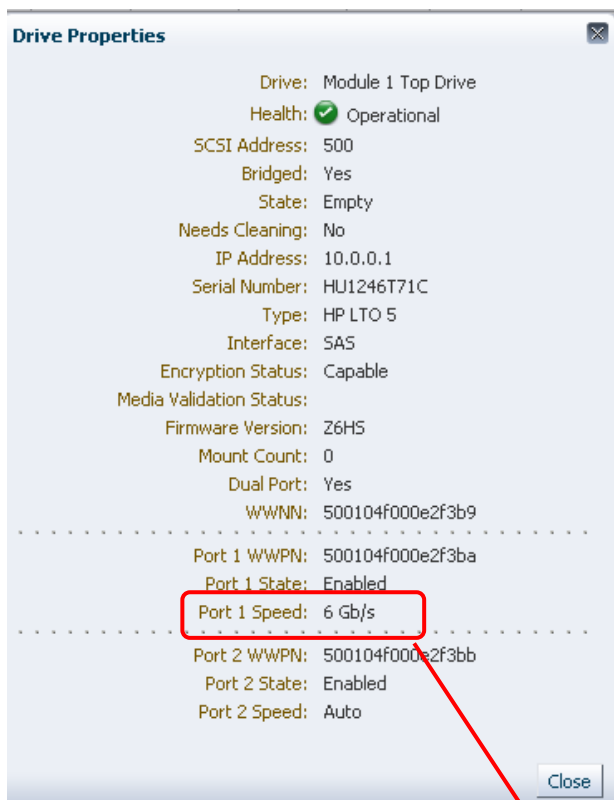 Drive Properties
Drive: Module 1 Top Drive
Health: Operational
SCSI Address: 500
Bridged: Yes
State: Empty
Needs Cleaning: No
IP Address: 10.0.0.1
Serial Number: HU1246T71C
Type: HP LTO 5
Interface: SAS
Encryption Status: Capable
Media Validation Status:
Firmware Version: Z6HS
Mount Count: 0
Dual Port: Yes
WWNN: 500104f000e2f3b9
Port 1 WWPN: 500104f000e2f3ba
Port 1 State: Enabled
Port 1 Speed: 6 Gb/s
Port 2 WWPN: 500104f000e2f3bb
Port 2 State: Enabled
Port 2 Speed: Auto
Close